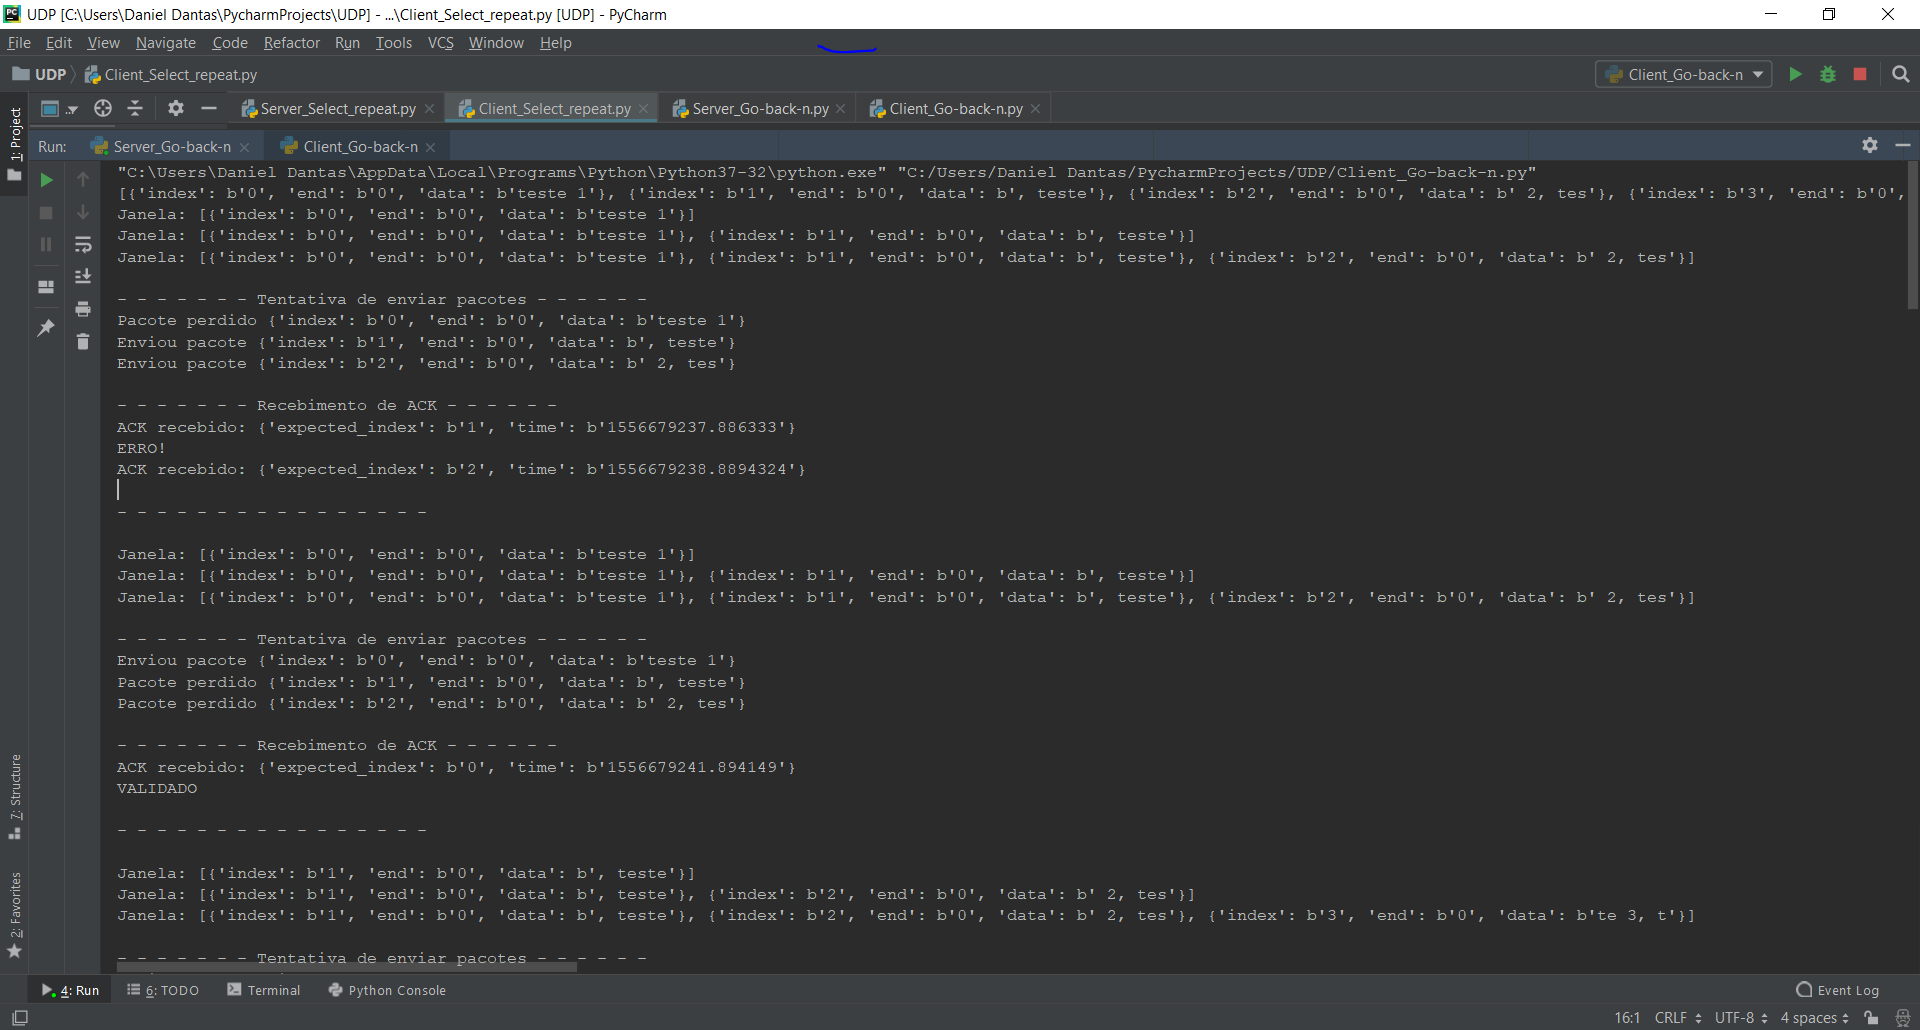 UDP [C:\Users\Daniel Dantas\PycharmProjects\UDP] - ...\Client_Select_repeat.py [UDP] - PyCharm
File Edit View Navigate Code Refactor Run Tools VCS Window Help
UDP Client_Select_repeat.py Client_Go-back-n
Server_Select_repeat.py Client_Select_repeat.py Server_Go-back-n.py Client_Go-back-n.py
1: Project
Run: Server_Go-back-n Client_Go-back-n
"C:\Users\Daniel Dantas\AppData\Local\Programs\Python\Python37-32\python.exe" "C:/Users/Daniel Dantas/PycharmProjects/UDP/Client_Go-back-n.py"
[{'index': b'0', 'end': b'0', 'data': b'teste 1'}, {'index': b'1', 'end': b'0', 'data': b', teste'}, {'index': b'2', 'end': b'0', 'data': b' 2, tes'}, {'index': b'3', 'end': b'0',
Janela: [{'index': b'0', 'end': b'0', 'data': b'teste 1'}]
Janela: [{'index': b'0', 'end': b'0', 'data': b'teste 1'}, {'index': b'1', 'end': b'0', 'data': b', teste'}]
Janela: [{'index': b'0', 'end': b'0', 'data': b'teste 1'}, {'index': b'1', 'end': b'0', 'data': b', teste'}, {'index': b'2', 'end': b'0', 'data': b' 2, tes'}]
- - - - - - - Tentativa de enviar pacotes - - - - - -
Pacote perdido {'index': b'0', 'end': b'0', 'data': b'teste 1'}
Enviou pacote {'index': b'1', 'end': b'0', 'data': b', teste'}
Enviou pacote {'index': b'2', 'end': b'0', 'data': b' 2, tes'}
- - - - - - - Recebimento de ACK - - - - - -
ACK recebido: {'expected_index': b'1', 'time': b'1556679237.886333'}
ERRO!
ACK recebido: {'expected_index': b'2', 'time': b'1556679238.8894324'}
- - - - - - - - - - - - - - - -
Janela: [{'index': b'0', 'end': b'0', 'data': b'teste 1'}]
Janela: [{'index': b'0', 'end': b'0', 'data': b'teste 1'}, {'index': b'1', 'end': b'0', 'data': b', teste'}]
Janela: [{'index': b'0', 'end': b'0', 'data': b'teste 1'}, {'index': b'1', 'end': b'0', 'data': b', teste'}, {'index': b'2', 'end': b'0', 'data': b' 2, tes'}]
- - - - - - - Tentativa de enviar pacotes - - - - - -
Enviou pacote {'index': b'0', 'end': b'0', 'data': b'teste 1'}
Pacote perdido {'index': b'1', 'end': b'0', 'data': b', teste'}
Pacote perdido {'index': b'2', 'end': b'0', 'data': b' 2, tes'}
- - - - - - - Recebimento de ACK - - - - - -
ACK recebido: {'expected_index': b'0', 'time': b'1556679241.894149'}
VALIDADO
- - - - - - - - - - - - - - - -
Janela: [{'index': b'1', 'end': b'0', 'data': b', teste'}]
Janela: [{'index': b'1', 'end': b'0', 'data': b', teste'}, {'index': b'2', 'end': b'0', 'data': b' 2, tes'}]
Janela: [{'index': b'1', 'end': b'0', 'data': b', teste'}, {'index': b'2', 'end': b'0', 'data': b' 2, tes'}, {'index': b'3', 'end': b'0', 'data': b'te 3, t'}]
- - - - - - - Tentativa de enviar pacotes - - - - - -
7: Structure
2: Favorites
4: Run 6: TODO Terminal Python Console Event Log
16:1 CRLF UTF-8 4 spaces